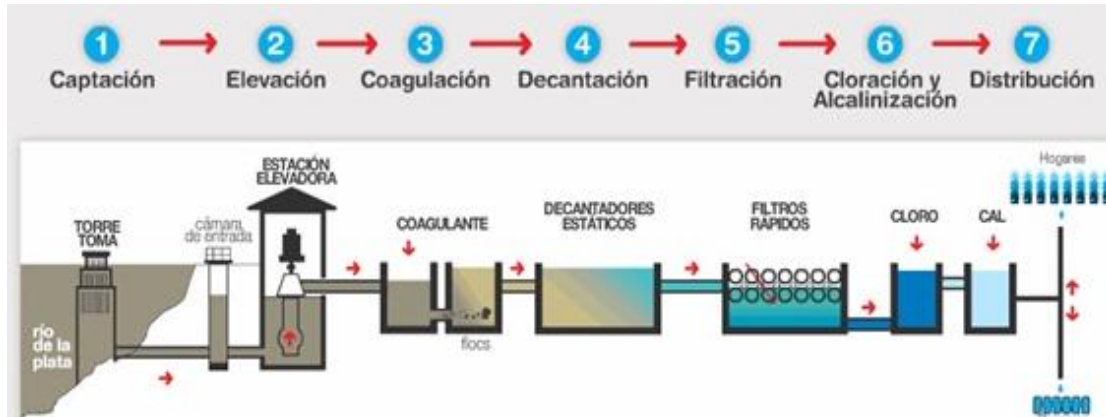 1
2
3
4
5
6
7
Captación
Elevación
Coagulación
Decantación
Filtración
Cloración y
Alcalinización
Distribución
ESTACIÓN
ELEVADORA
TORRE
TOMA
cámara
de entrada
COAGULANTE
DECANTADORES
ESTÁTICOS
FILTROS
RAPIDOS
CLORO
CAL
Hogares
río
de la
plata
flocs